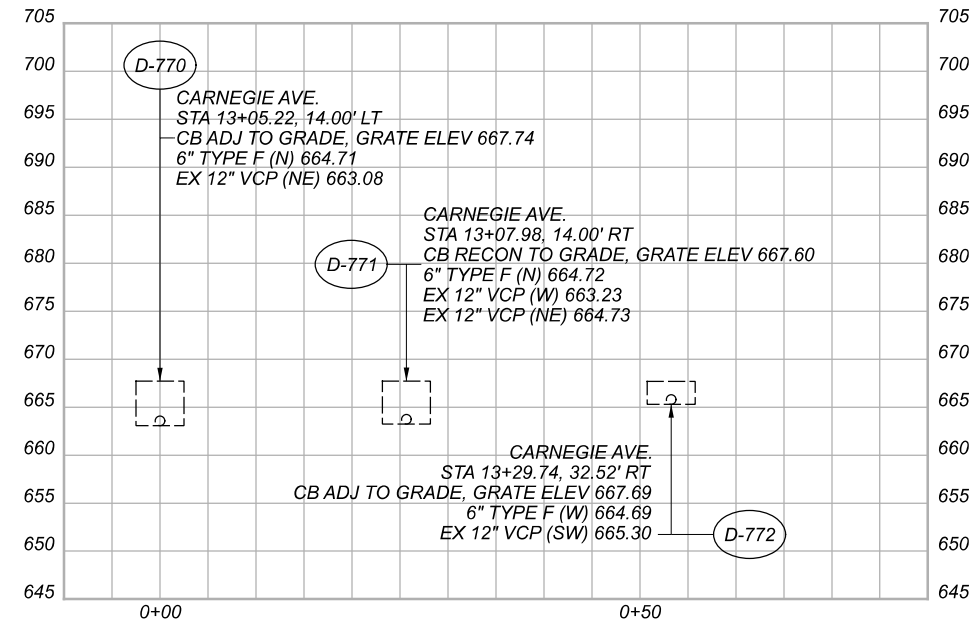 705 705
700 700
695 695
690 690
685 685
680 680
675 675
670 670
665 665
660 660
655 655
650 650
645 645
D-770
CARNEGIE AVE.
STA 13+05.22, 14.00' LT
CB ADJ TO GRADE, GRATE ELEV 667.74
6" TYPE F (N) 664.71
EX 12" VCP (NE) 663.08
D-771
CARNEGIE AVE.
STA 13+07.98, 14.00' RT
CB RECON TO GRADE, GRATE ELEV 667.60
6" TYPE F (N) 664.72
EX 12" VCP (W) 663.23
EX 12" VCP (NE) 664.73
CARNEGIE AVE.
STA 13+29.74, 32.52' RT
CB ADJ TO GRADE, GRATE ELEV 667.69
6" TYPE F (W) 664.69
EX 12" VCP (SW) 665.30
D-772
0+00 0+50